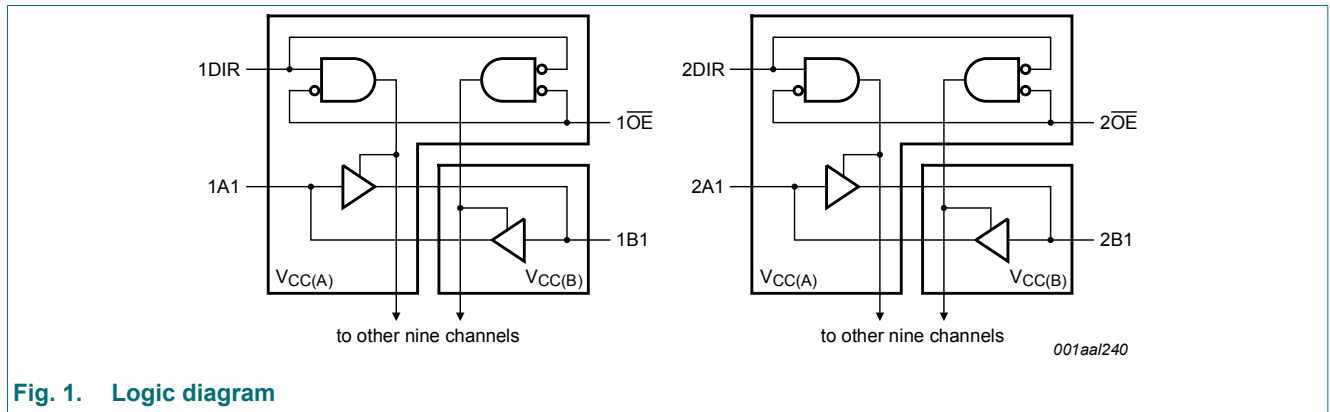 1DIR
1OE
1A1
1B1
VCC(A)
VCC(B)
to other nine channels
2DIR
2OE
2A1
2B1
VCC(A)
VCC(B)
to other nine channels
001aal240
Fig. 1. Logic diagram